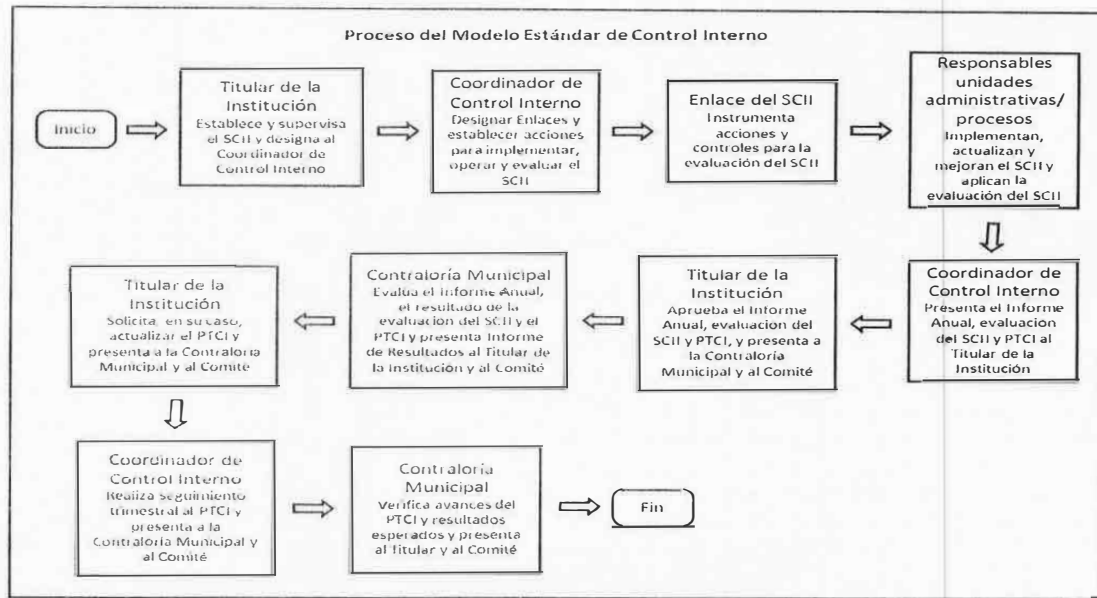 Proceso del Modelo Estándar de Control Interno
Inicio
Titular de la
Institución
Establece y supervisa
el SCII y designa al
Coordinador de
Control Interno
Coordinador de
Control Interno
Designar Enlaces y
establecer acciones
para implementar,
operar y evaluar el
SCII
Enlace del SCII
Instrumenta
acciones y
controles para la
evaluación del SCII
Responsables
unidades
administrativas/
procesos
Implementan,
actualizan y
mejoran el SCII y
aplican la
evaluación del SCII
Coordinador de
Control Interno
Presenta el Informe
Anual, evaluación
del SCII y PTCI al
Titular de la
Institución
Titular de la
Institución
Aprueba el Informe
Anual, evaluación del
SCII y PTCI, y presenta a
la Contraloría
Municipal y al Comité
Contraloría Municipal
Evalúa el Informe Anual,
el resultado de la
evaluación del SCII y el
PTCI y presenta Informe
de Resultados al Titular de
la Institución y al Comité
Titular de la
Institución
Solicita, en su caso,
actualizar el PTCI y
presenta a la Contraloría
Municipal y al Comité
Coordinador de
Control Interno
Realiza seguimiento
trimestral al PTCI y
presenta a la
Contraloría Municipal y
al Comité
Contraloría
Municipal
Verifica avances del
PTCI y resultados
esperados y presenta
al Titular y al Comité
Fin